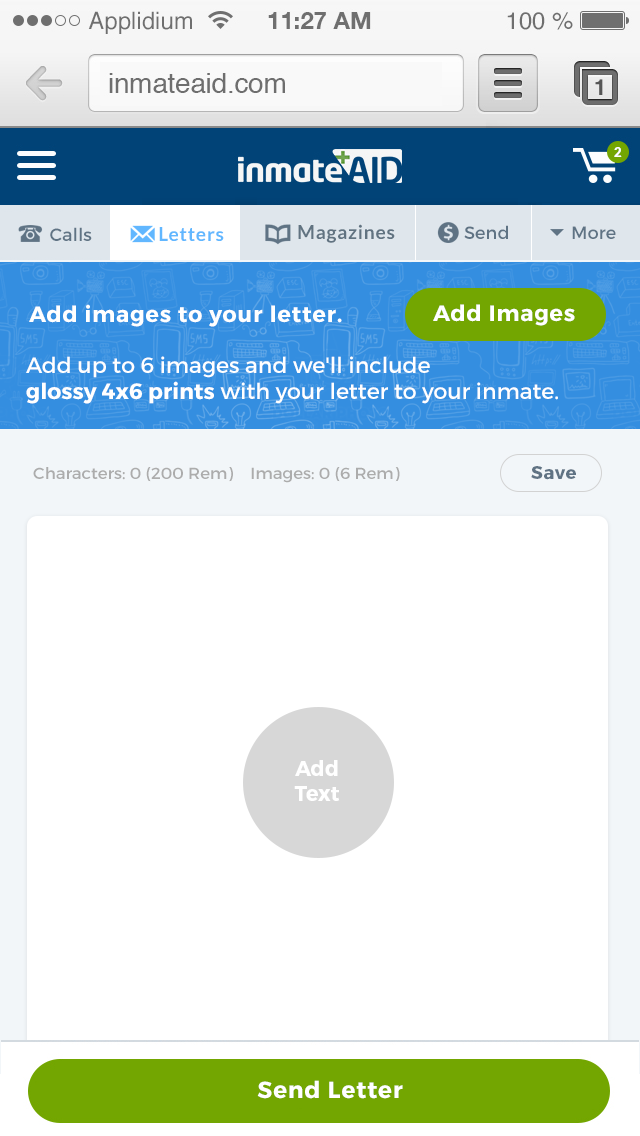 Applidium 11:27 AM 100 %
inmateaid.com 1
inmate AID 2
Calls Letters Magazines $ Send More
Add images to your letter. Add Images
Add up to 6 images and we'll include
glossy 4x6 prints with your letter to your inmate.
Characters: 0 (200 Rem) Images: 0 (6 Rem) Save
Add
Text
Send Letter